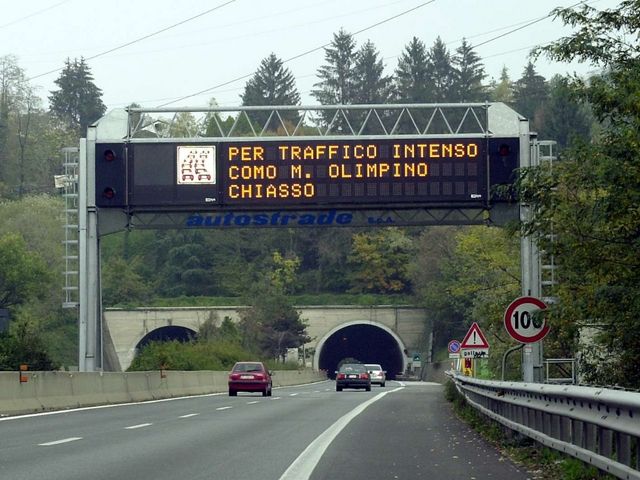 PER TRAFFICO INTENSO
COMO M. OLIMPINO
CHIASSO
autostrade S.p.A.
100